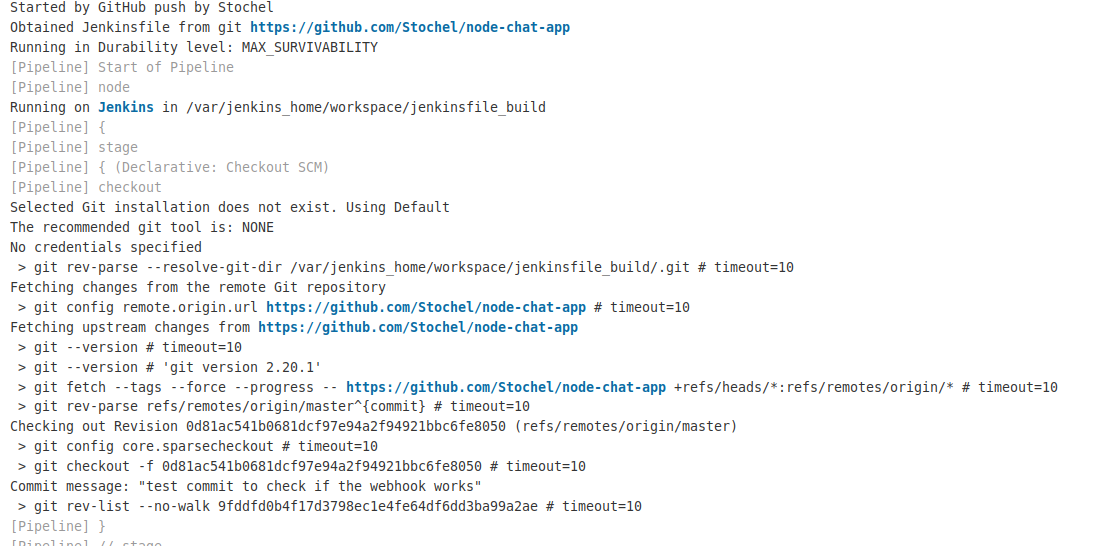 Started by GitHub push by Stochel
Obtained Jenkinsfile from git https://github.com/Stochel/node-chat-app
Running in Durability level: MAX_SURVIVABILITY
[Pipeline] Start of Pipeline
[Pipeline] node
Running on Jenkins in /var/jenkins_home/workspace/jenkinsfile_build
[Pipeline] {
[Pipeline] stage
[Pipeline] { (Declarative: Checkout SCM)
[Pipeline] checkout
Selected Git installation does not exist. Using Default
The recommended git tool is: NONE
No credentials specified
 > git rev-parse --resolve-git-dir /var/jenkins_home/workspace/jenkinsfile_build/.git # timeout=10
Fetching changes from the remote Git repository
 > git config remote.origin.url https://github.com/Stochel/node-chat-app # timeout=10
Fetching upstream changes from https://github.com/Stochel/node-chat-app
 > git --version # timeout=10
 > git --version # 'git version 2.20.1'
 > git fetch --tags --force --progress -- https://github.com/Stochel/node-chat-app +refs/heads/*:refs/remotes/origin/* # timeout=10
 > git rev-parse refs/remotes/origin/master^{commit} # timeout=10
Checking out Revision 0d81ac541b0681dcf97e94a2f94921bbc6fe8050 (refs/remotes/origin/master)
 > git config core.sparsecheckout # timeout=10
 > git checkout -f 0d81ac541b0681dcf97e94a2f94921bbc6fe8050 # timeout=10
Commit message: "test commit to check if the webhook works"
 > git rev-list --no-walk 9fddfd0b4f17d3798ec1e4fe64df6dd3ba99a2ae # timeout=10
[Pipeline] }
[Pipeline] // stage